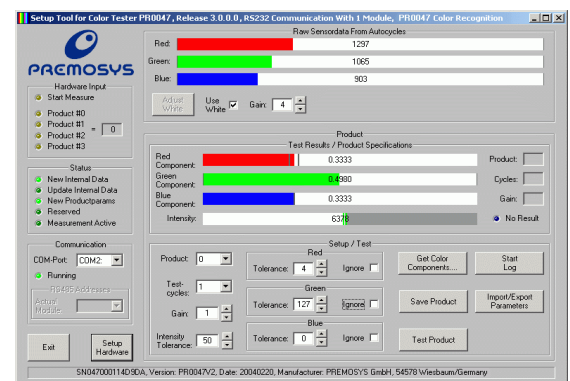 Setup Tool for Color Tester PR0047, Release 3.0.0.0, RS232 Communication With 1 Module, PR0047 Color Recognition
PREMOSYS
Raw Sensordata From Autocycles
Red: 1297
Green: 1065
Blue: 903
Adjust White
Use White
Gain: 4
Hardware Input
Start Measure
Product #0
Product #1
Product #2 = 0
Product #3
Product
Test Results / Product Specifications
Red Component: 0.3333 Product:
Green Component: 0.4980 Cycles:
Blue Component: 0.3333 Gain:
Intensity: 6378 No Result
Status
New Internal Data
Update Internal Data
New Productparams
Reserved
Measurement Active
Communication
COM-Port: COM2:
Running
RS485 Addresses
Actual Module:
Exit
Setup Hardware
Setup / Test
Product: 0
Test-cycles: 1
Gain: 1
Intensity Tolerance: 50
Red
Tolerance: 4 Ignore
Green
Tolerance: 127 Ignore
Blue
Tolerance: 0 Ignore
Get Color Components....
Start Log
Save Product
Import/Export Parameters
Test Product
SN047000114D9DA, Version: PR0047V2, Date: 20040220, Manufacturer: PREMOSYS GmbH, 54578 Wiesbaum/Germany